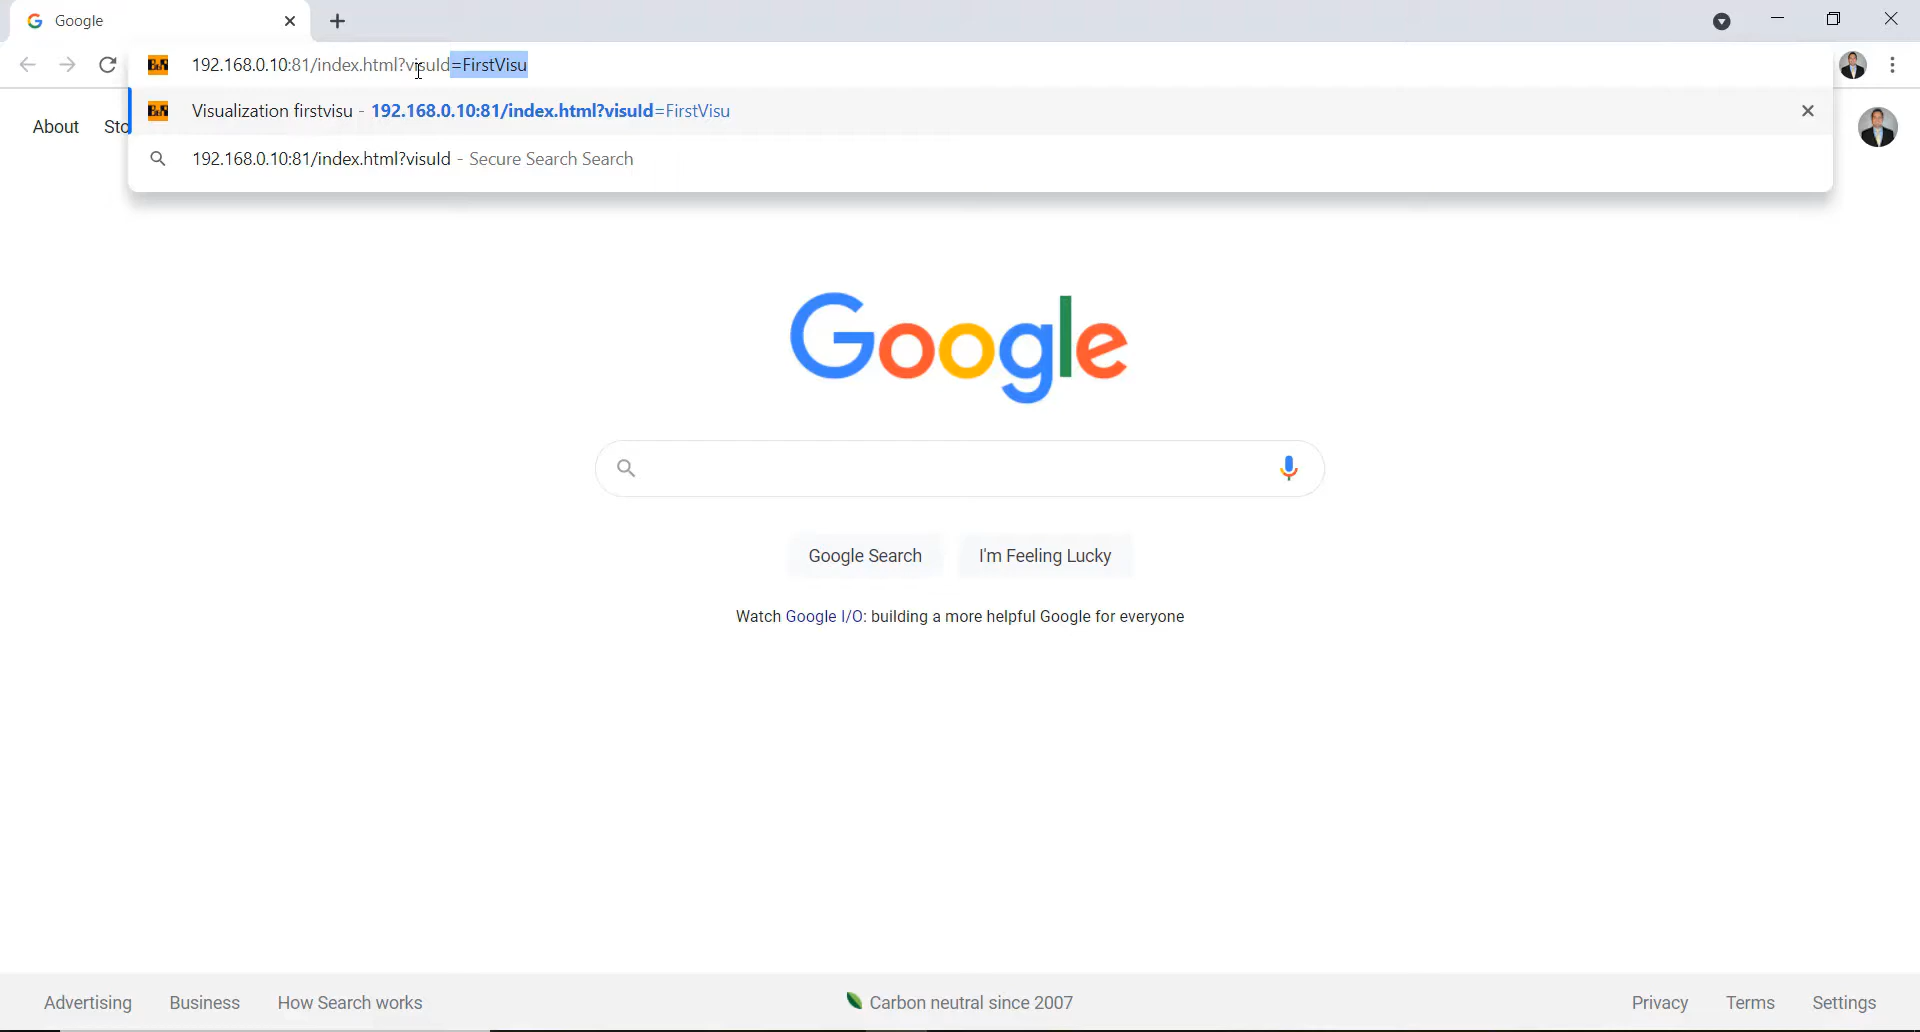 Google
192.168.0.10:81/index.html?visuId=FirstVisu
Visualization firstvisu - 192.168.0.10:81/index.html?visuId=FirstVisu
About Sto
192.168.0.10:81/index.html?visuId - Secure Search Search
Google
Google Search I'm Feeling Lucky
Watch Google I/O: building a more helpful Google for everyone
Advertising Business How Search works Carbon neutral since 2007 Privacy Terms Settings